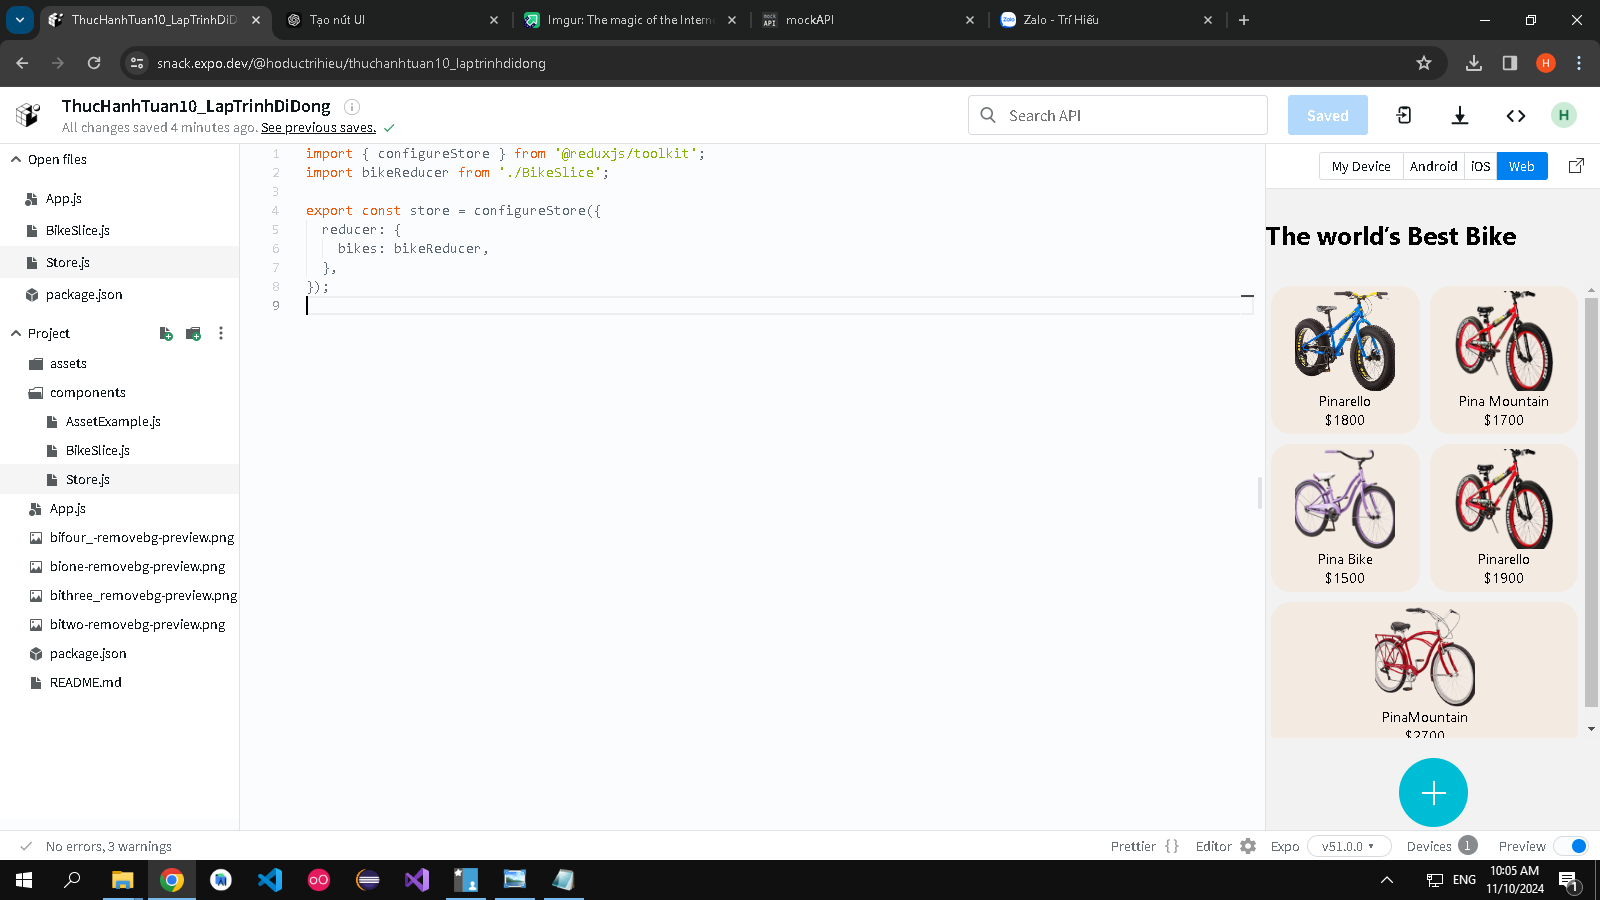 ThucHanhTuan10_LapTrinhDiD
Tạo nút UI
Imgur: The magic of the Intern
mock
API
mockAPI
Zalo
Zalo - Trí Hiếu
snack.expo.dev/@hoductrihieu/thuchanhtuan10_laptrinhdidong
H
ThucHanhTuan10_LapTrinhDiDong
All changes saved 4 minutes ago. See previous saves.
Search API
Saved
H
Open files
App.js
BikeSlice.js
Store.js
package.json
Project
assets
components
AssetExample.js
BikeSlice.js
Store.js
App.js
bifour_-removebg-preview.png
bione-removebg-preview.png
bithree_removebg-preview.png
bitwo-removebg-preview.png
package.json
README.md
1 import { configureStore } from '@reduxjs/toolkit';
2 import bikeReducer from './BikeSlice';
3
4 export const store = configureStore({
5 reducer: {
6 bikes: bikeReducer,
7 },
8 });
9
My Device
Android
iOS
Web
The world's Best Bike
Pinarello
$1800
Pina Mountain
$1700
Pina Bike
$1500
Pinarello
$1900
PinaMountain
$2700
No errors, 3 warnings
Prettier { }
Editor
Expo
v51.0.0
Devices 1
Preview
ENG
10:05 AM
11/10/2024
1